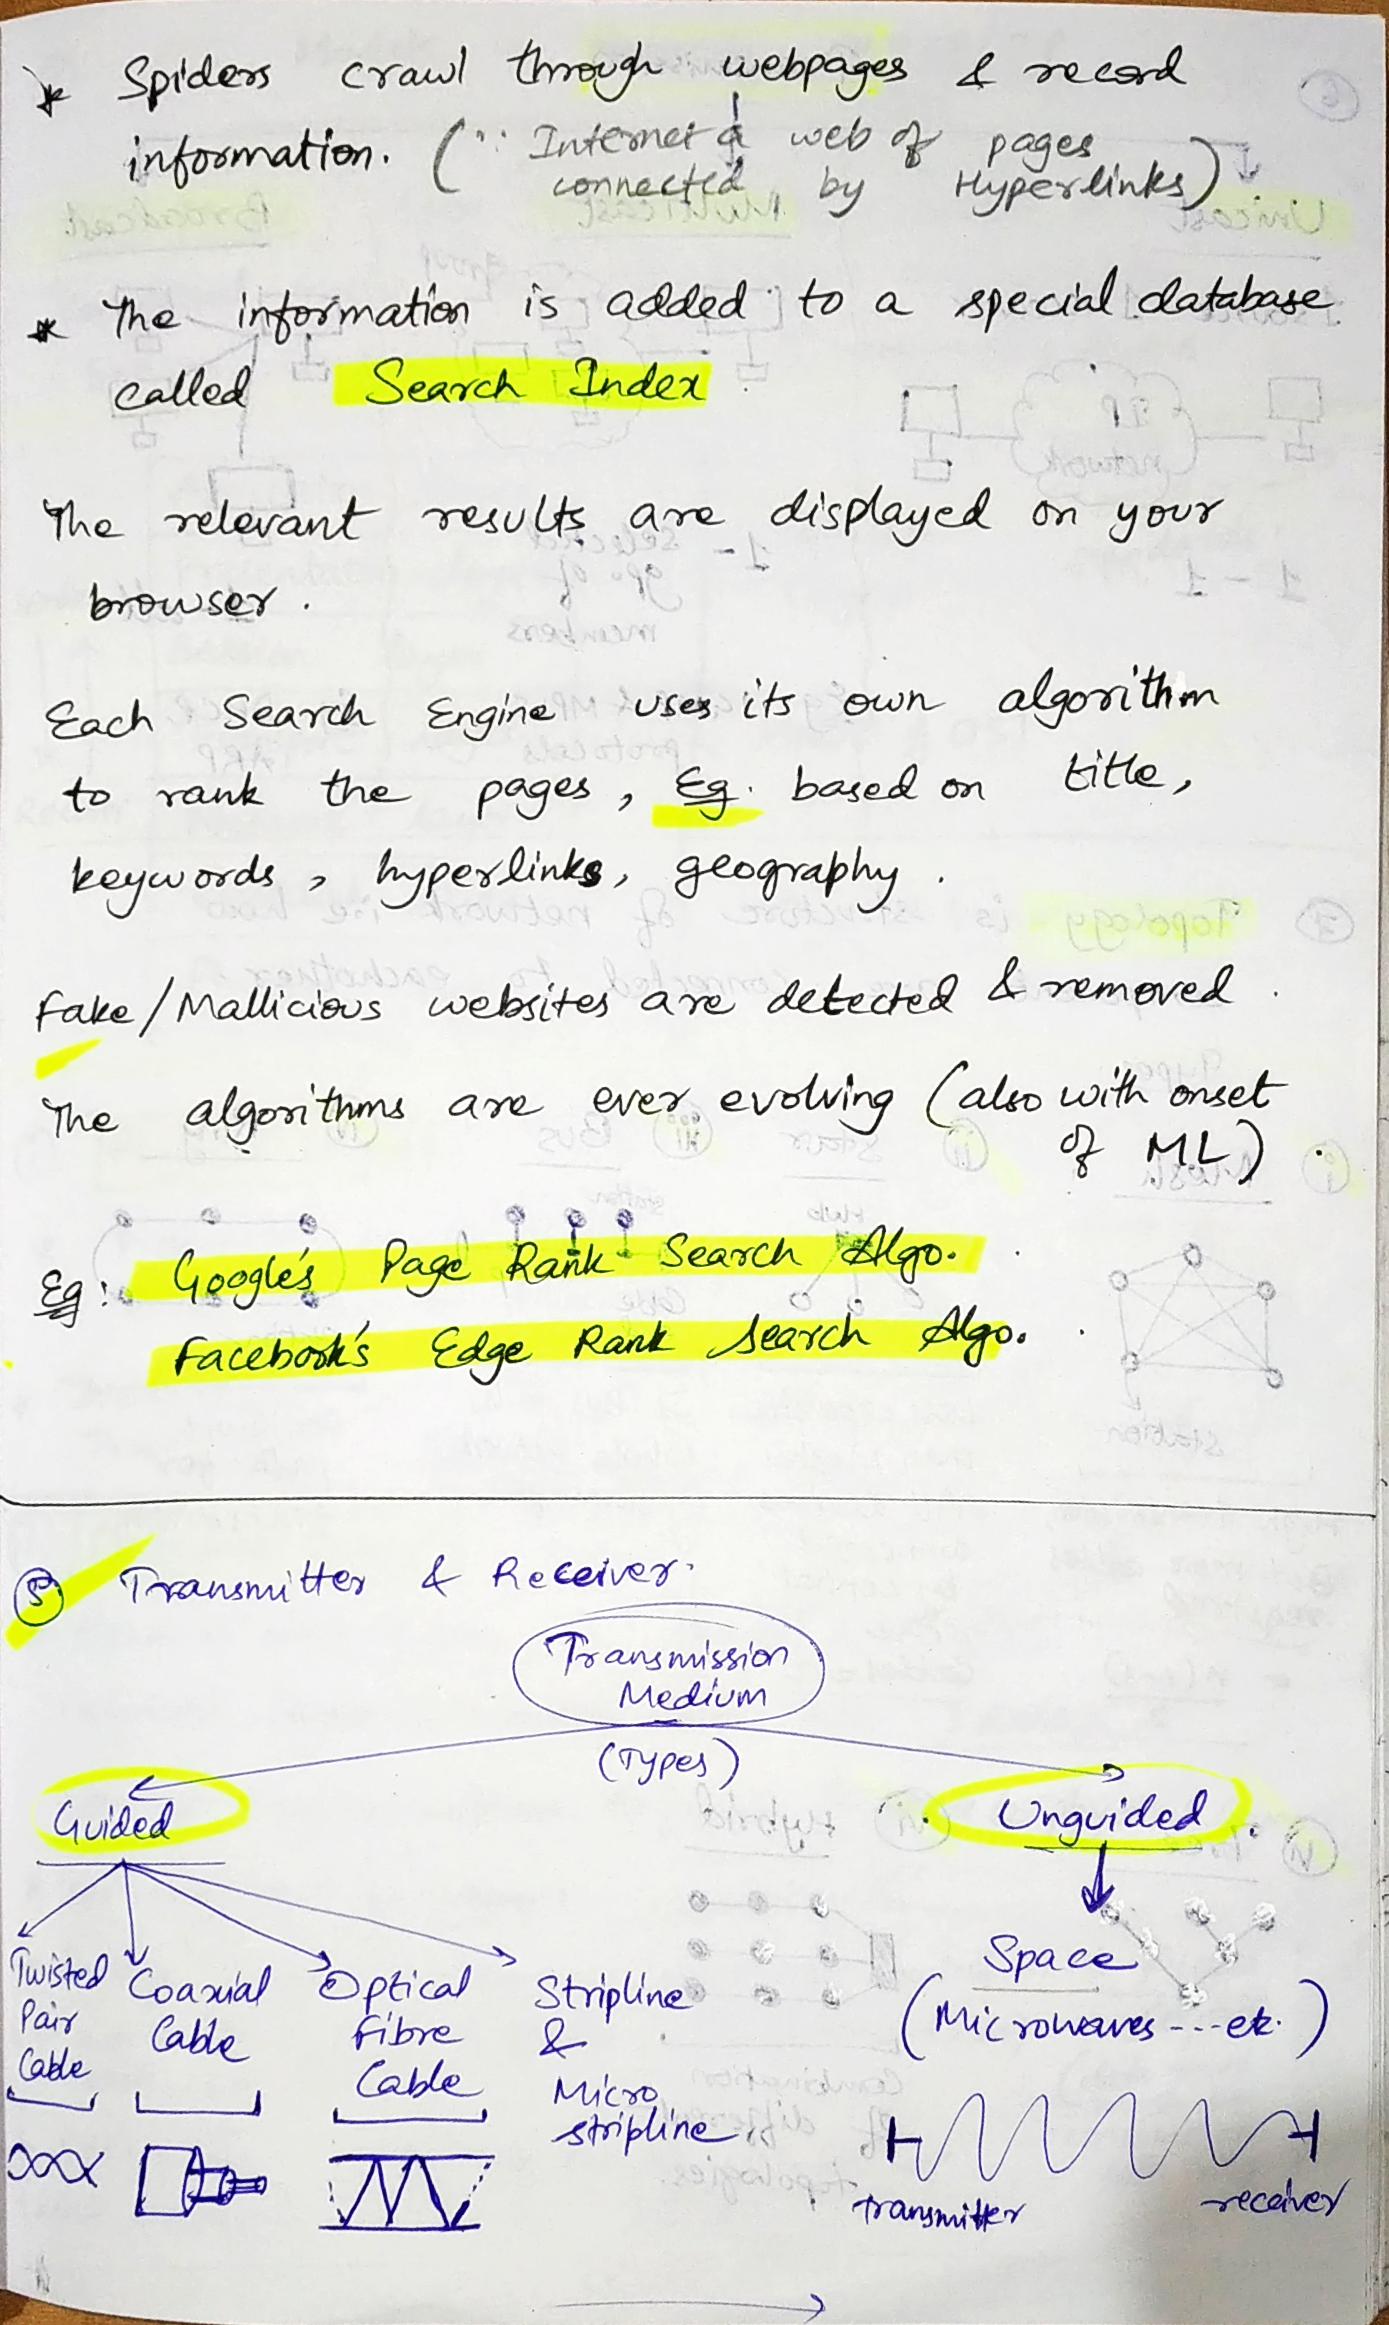 * Spiders crawl through webpages & record
information. (∵ Internet a web of pages
connected by Hyperlinks)
* The information is added to a special database
called Search Index.
The relevant results are displayed on your
browser.
Each Search Engine uses its own algorithm
to rank the pages, Eg. based on title,
keywords, hyperlinks, geography.
Fake/Mallicious websites are detected & removed.
The algorithms are ever evolving (also with onset
of ML).
Eg: Google's Page Rank Search Algo.
Facebook's Edge Rank Search Algo.
5 Transmitter & Receiver.
Transmission
Medium
(Types)
Guided
Unguided
Twisted
Pair
Cable
Coaxial
Cable
Optical
Fibre
Cable
Stripline
&
Micro
stripline
Space
(Microwaves ---etc.)
transmitter
receiver